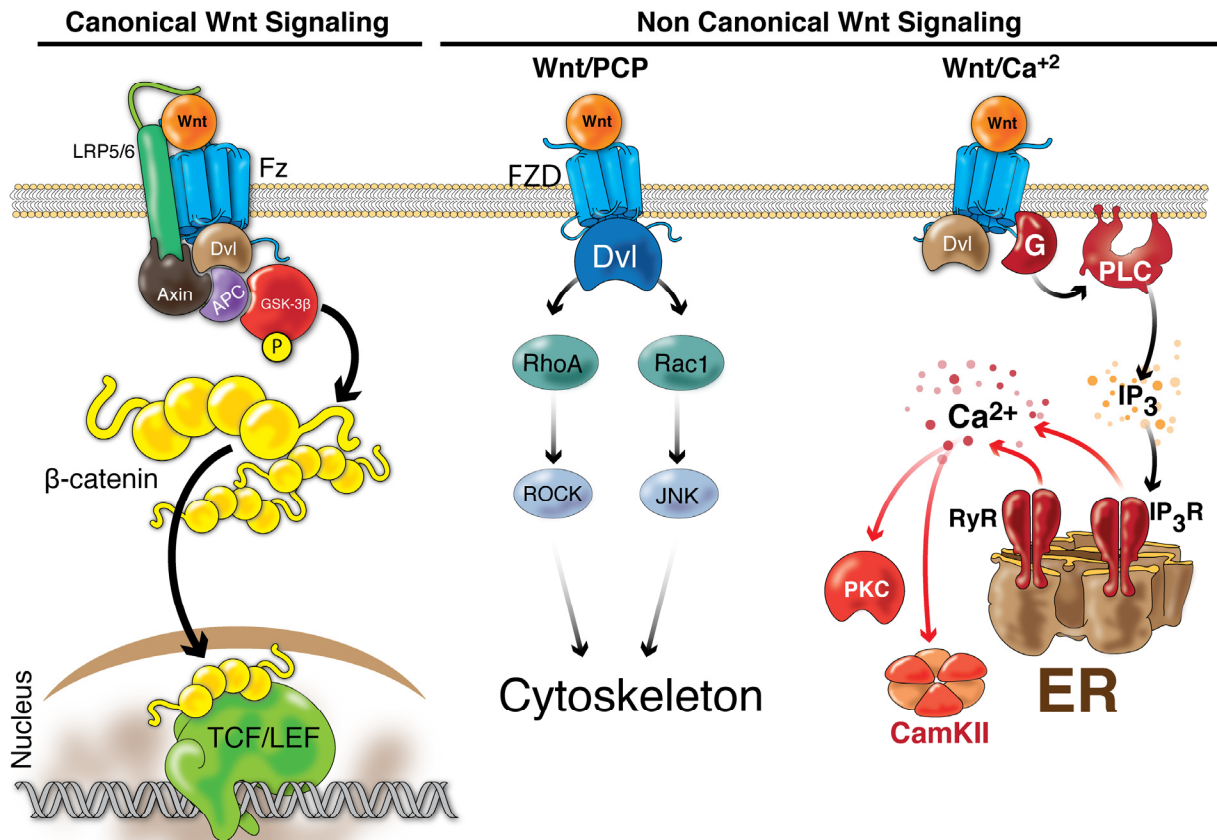 Canonical Wnt Signaling
Non Canonical Wnt Signaling
Wnt/PCP
Wnt/Ca⁺²
Wnt
LRP5/6
Fz
Dvl
Axin
APC
GSK-3β
P
β-catenin
Nucleus
TCF/LEF
Wnt
FZD
Dvl
RhoA
Rac1
ROCK
JNK
Cytoskeleton
Wnt
Dvl
G
PLC
IP₃
Ca²⁺
RyR
IP₃R
PKC
CamKII
ER